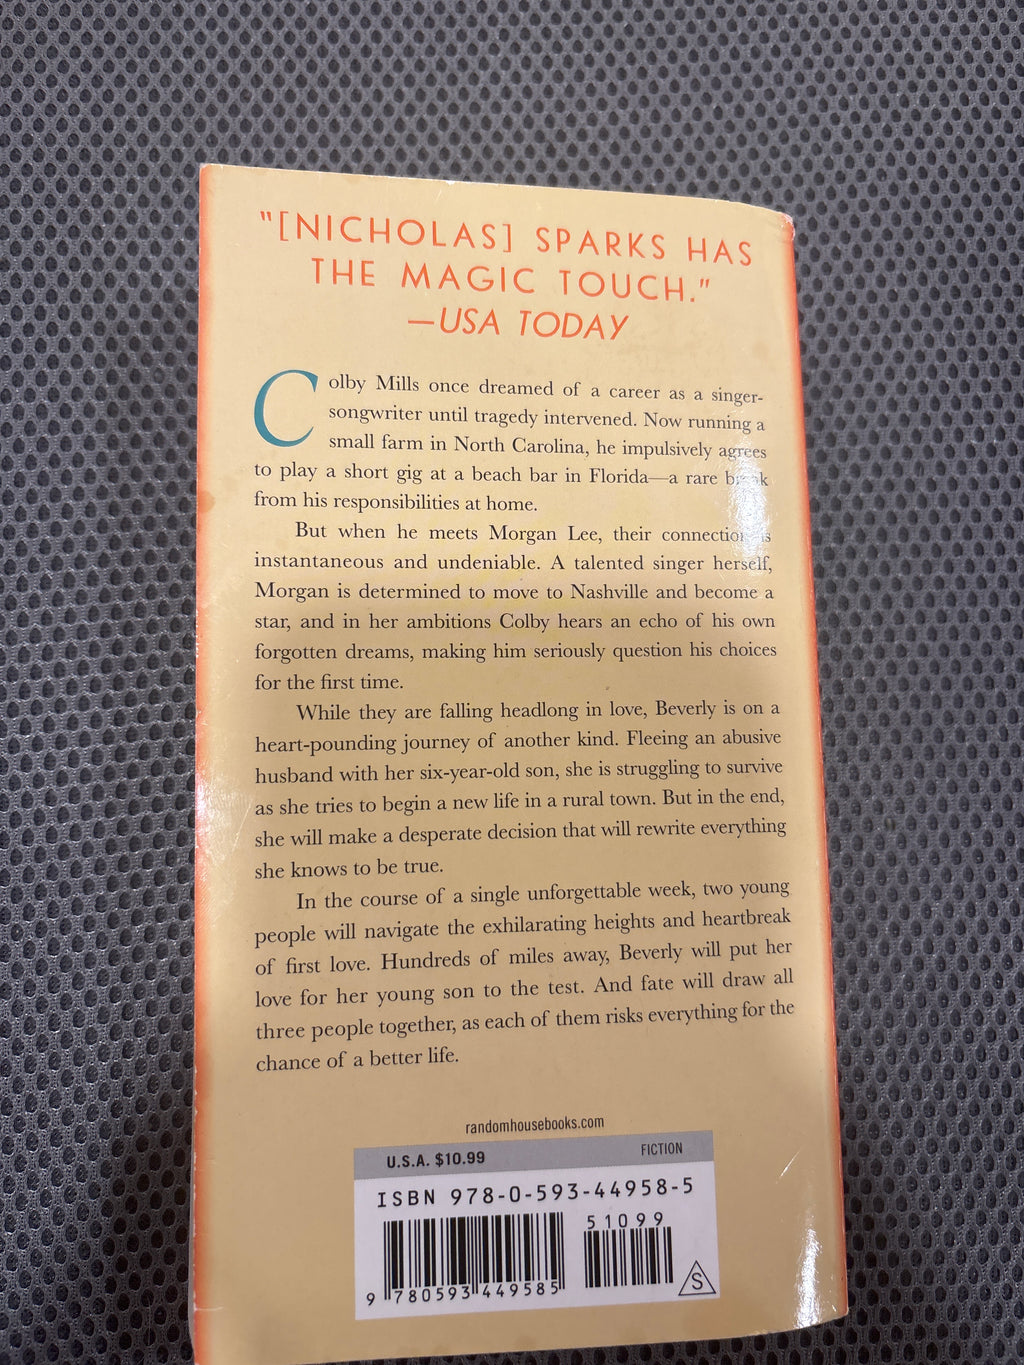 "[NICHOLAS] SPARKS HAS
THE MAGIC TOUCH."
—USA TODAY
Colby Mills once dreamed of a career as a singer-
songwriter until tragedy intervened. Now running a
small farm in North Carolina, he impulsively agrees
to play a short gig at a beach bar in Florida—a rare break
from his responsibilities at home.
But when he meets Morgan Lee, their connection is
instantaneous and undeniable. A talented singer herself,
Morgan is determined to move to Nashville and become a
star, and in her ambitions Colby hears an echo of his own
forgotten dreams, making him seriously question his choices
for the first time.
While they are falling headlong in love, Beverly is on a
heart-pounding journey of another kind. Fleeing an abusive
husband with her six-year-old son, she is struggling to survive
as she tries to begin a new life in a rural town. But in the end,
she will make a desperate decision that will rewrite everything
she knows to be true.
In the course of a single unforgettable week, two young
people will navigate the exhilarating heights and heartbreak
of first love. Hundreds of miles away, Beverly will put her
love for her young son to the test. And fate will draw all
three people together, as each of them risks everything for the
chance of a better life.
randomhousebooks.com
U.S.A. $10.99 FICTION
ISBN 978-0-593-44958-5
51099
9 780593 449585
S